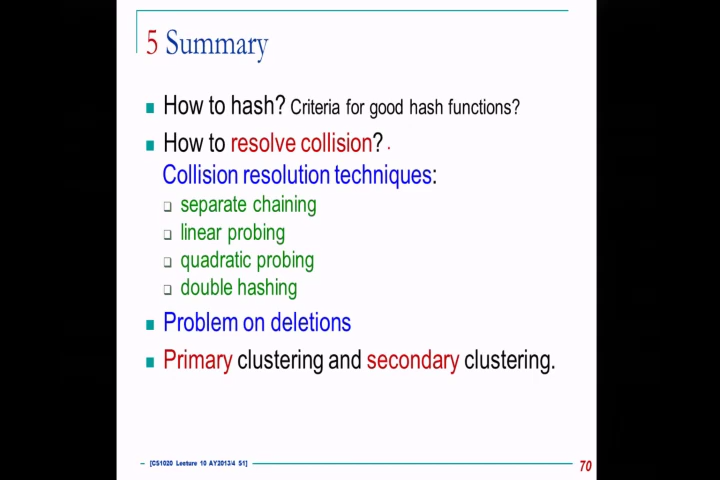 5 Summary
How to hash? Criteria for good hash functions?
How to resolve collision?
Collision resolution techniques:
separate chaining
linear probing
quadratic probing
double hashing
Problem on deletions
Primary clustering and secondary clustering.
[CS1020 Lecture 10 AY2013/4 S1]
70